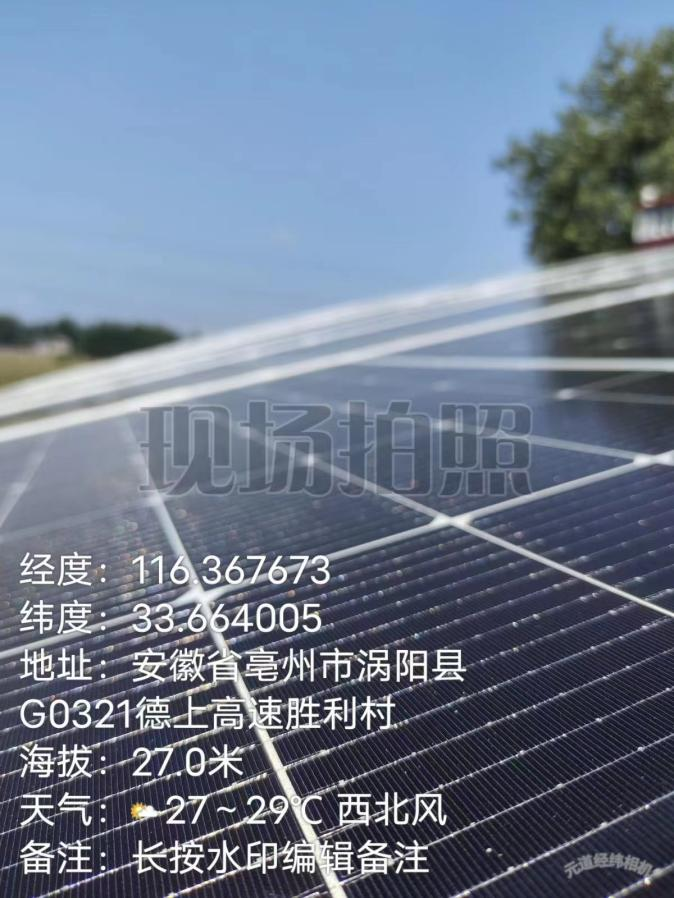 现场拍照
经度：116.367673
纬度：33.664005
地址：安徽省亳州市涡阳县
G0321德上高速胜利村
海拔：27.0米
天气：⛅27～29℃ 西北风
备注：长按水印编辑备注
元道经纬相机